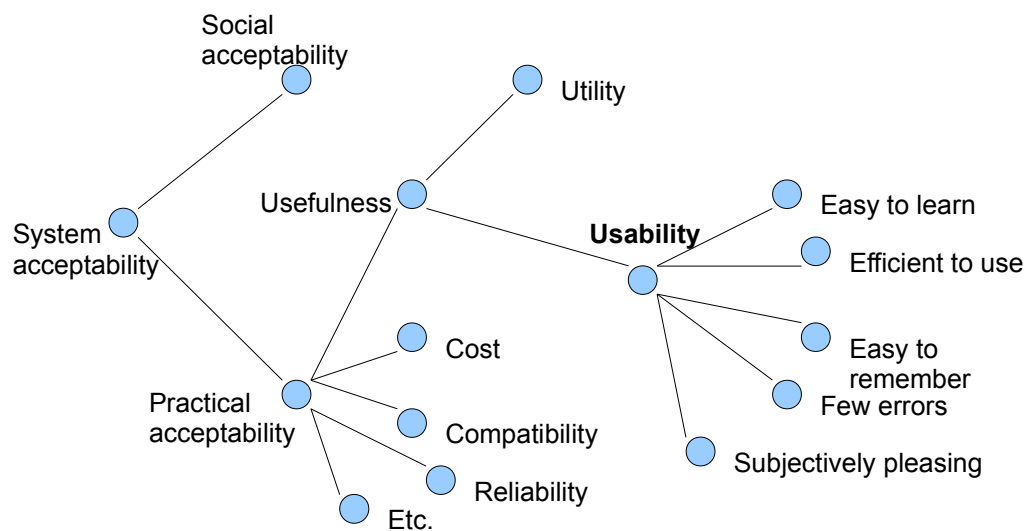 Social
acceptability
Utility
Usefulness
Easy to learn
System
acceptability
Usability
Efficient to use
Cost
Easy to
remember
Practical
acceptability
Few errors
Compatibility
Subjectively pleasing
Reliability
Etc.